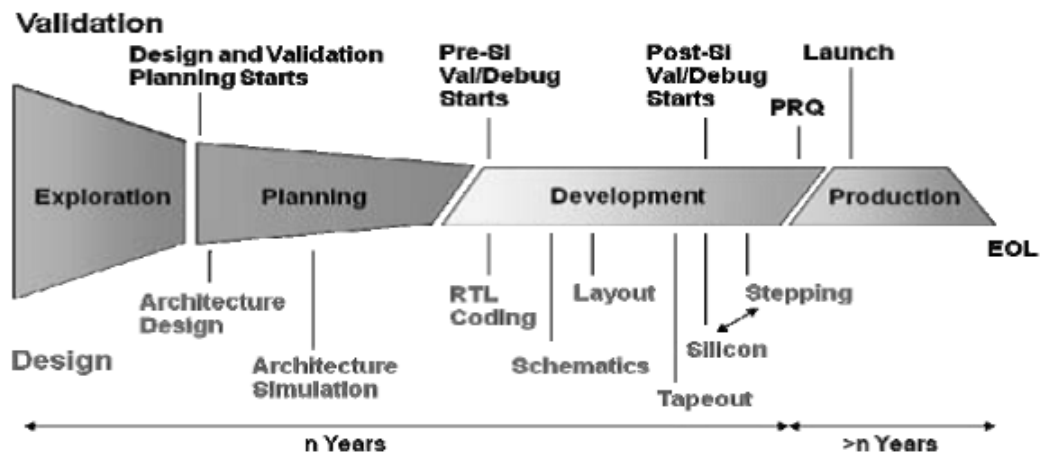 Validation
Design and Validation
Planning Starts
Pre-SI
Val/Debug
Starts
Post-SI
Val/Debug
Starts
PRQ
Launch
Exploration
Planning
Development
Production
EOL
Architecture
Design
Architecture
Simulation
RTL
Coding
Schematics
Layout
Tapeout
Silicon
Stepping
Design
n Years
>n Years